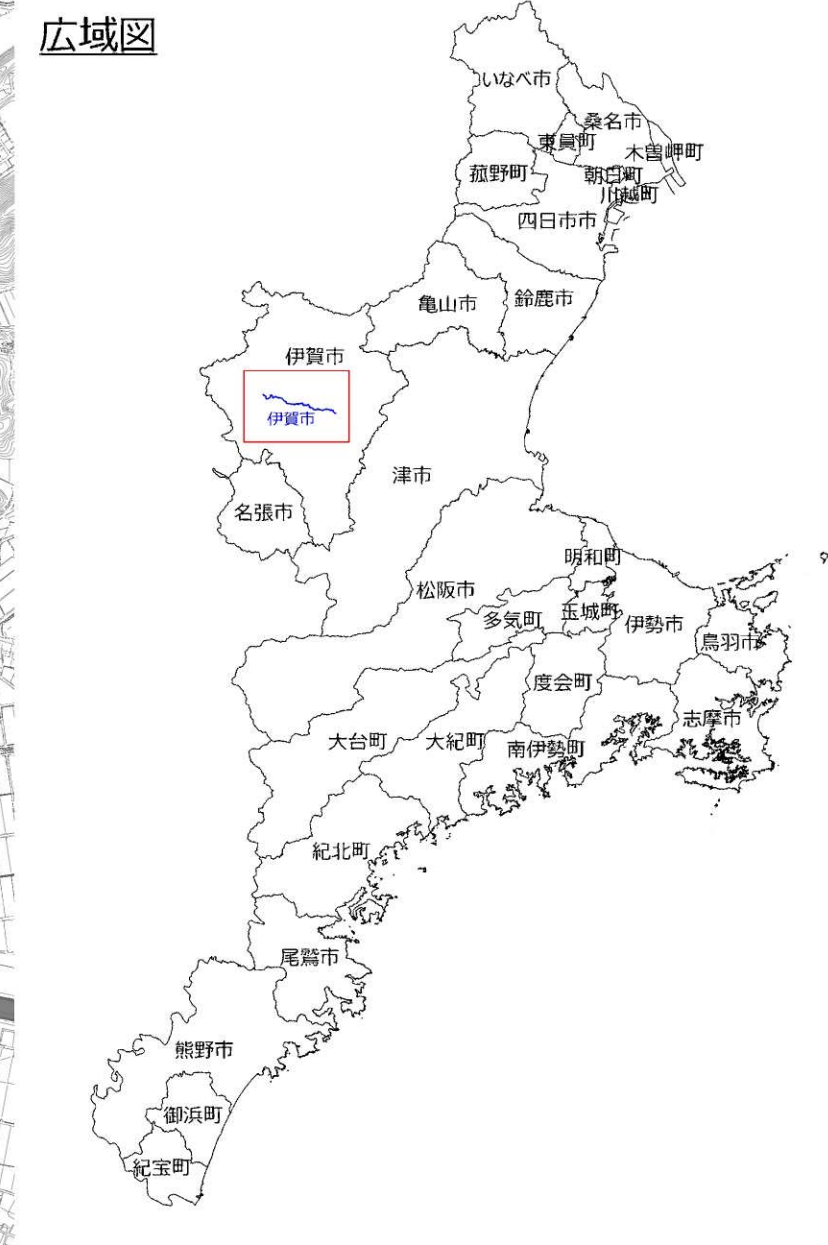 広域図
いなべ市
桑名市
東員町
木曽岬町
菰野町
朝日町
川越町
四日市市
亀山市
鈴鹿市
伊賀市
伊賀市
津市
名張市
明和町
松阪市
多気町
玉城町
伊勢市
鳥羽市
度会町
志摩市
大台町
大紀町
南伊勢町
紀北町
尾鷲市
熊野市
御浜町
紀宝町